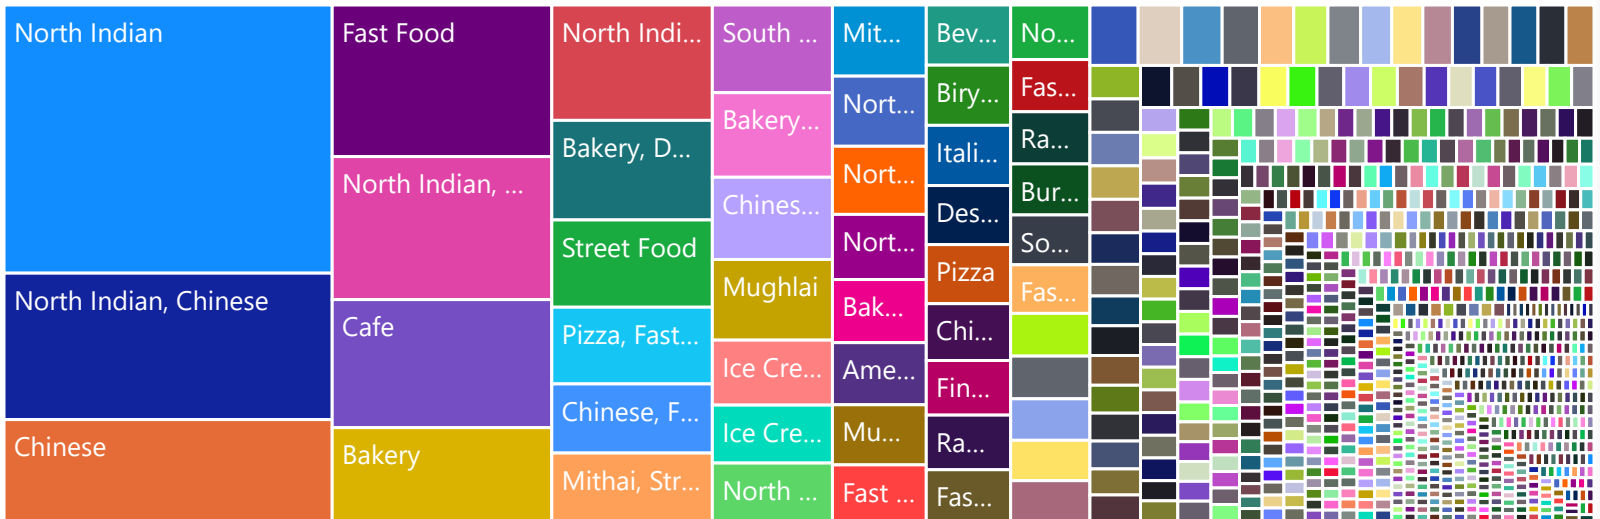 North Indian
North Indian, Chinese
Chinese
Fast Food
North Indian, ...
Cafe
Bakery
North Indi...
Bakery, D...
Street Food
Pizza, Fast...
Chinese, F...
Mithai, Str...
South ...
Bakery...
Chines...
Mughlai
Ice Cre...
Ice Cre...
North ...
Mit...
Nort...
Nort...
Nort...
Bak...
Ame...
Mu...
Fast ...
Bev...
Biry...
Itali...
Des...
Pizza
Chi...
Fin...
Ra...
Fas...
No...
Fas...
Ra...
Bur...
So...
Fas...